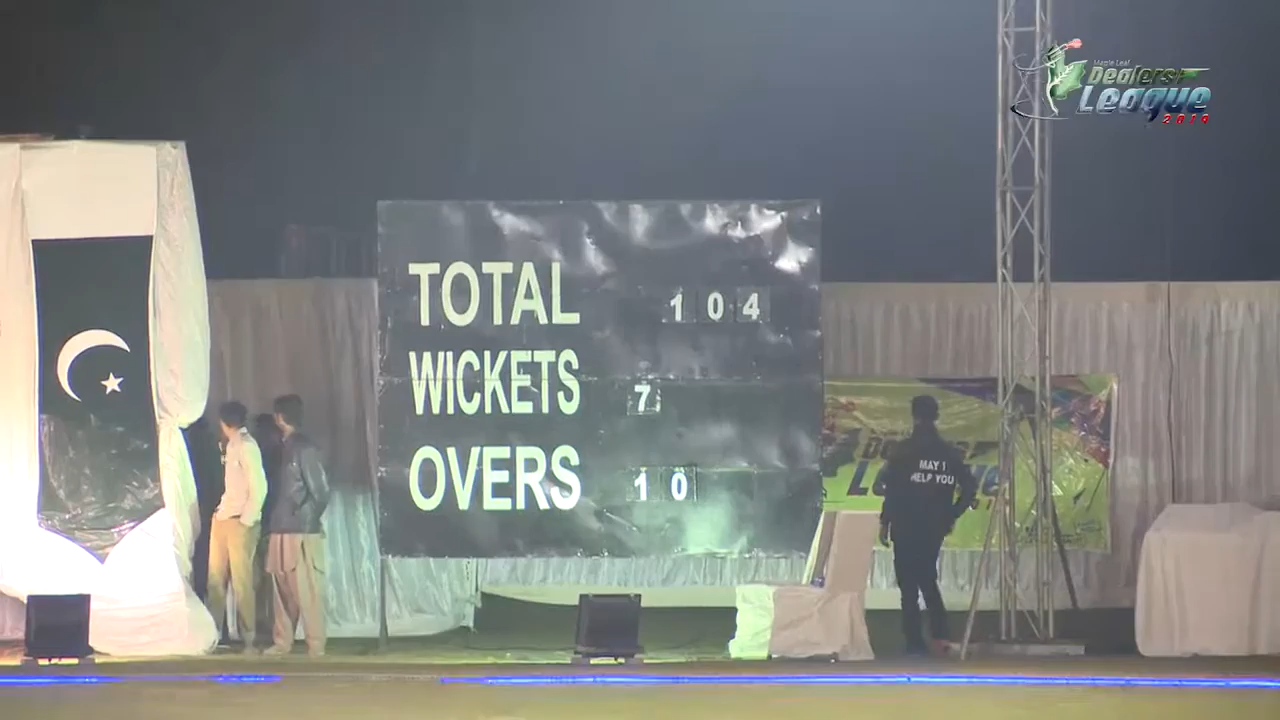 Maple Leaf
Dealers
League
2019
TOTAL 104
WICKETS 7
OVERS 10
MAY I
HELP YOU